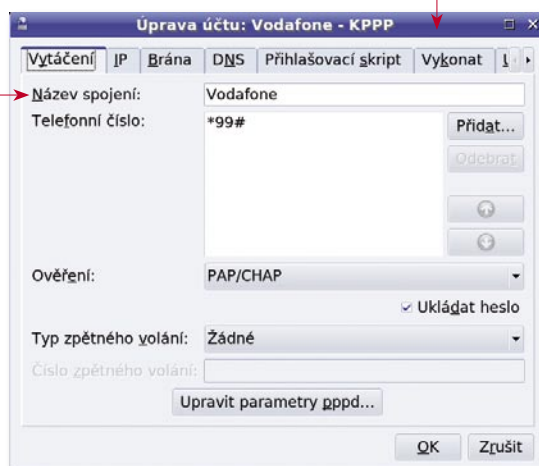 Úprava účtu: Vodafone - KPPP
Vytáčení IP Brána DNS Přihlašovací skript Vykonat
Název spojení: Vodafone
Telefonní číslo: *99# Přidat...
Odebrat
Ověření: PAP/CHAP
Ukládat heslo
Typ zpětného volání: Žádné
Číslo zpětného volání:
Upravit parametry pppd...
OK Zrušit